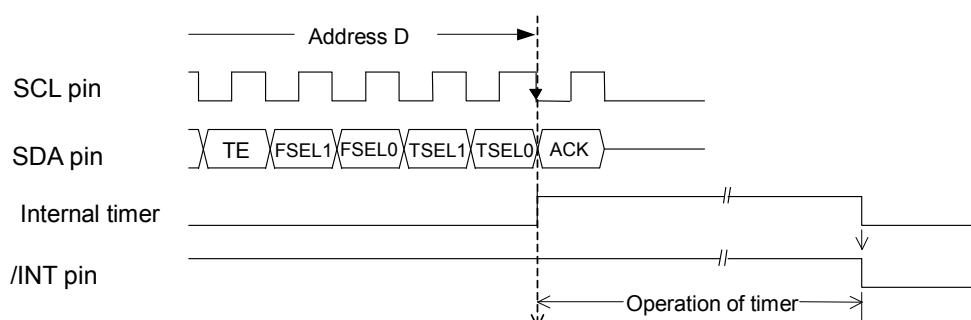 Address D
SCL pin
SDA pin TE FSEL1 FSEL0 TSEL1 TSEL0 ACK
Internal timer
/INT pin
Operation of timer